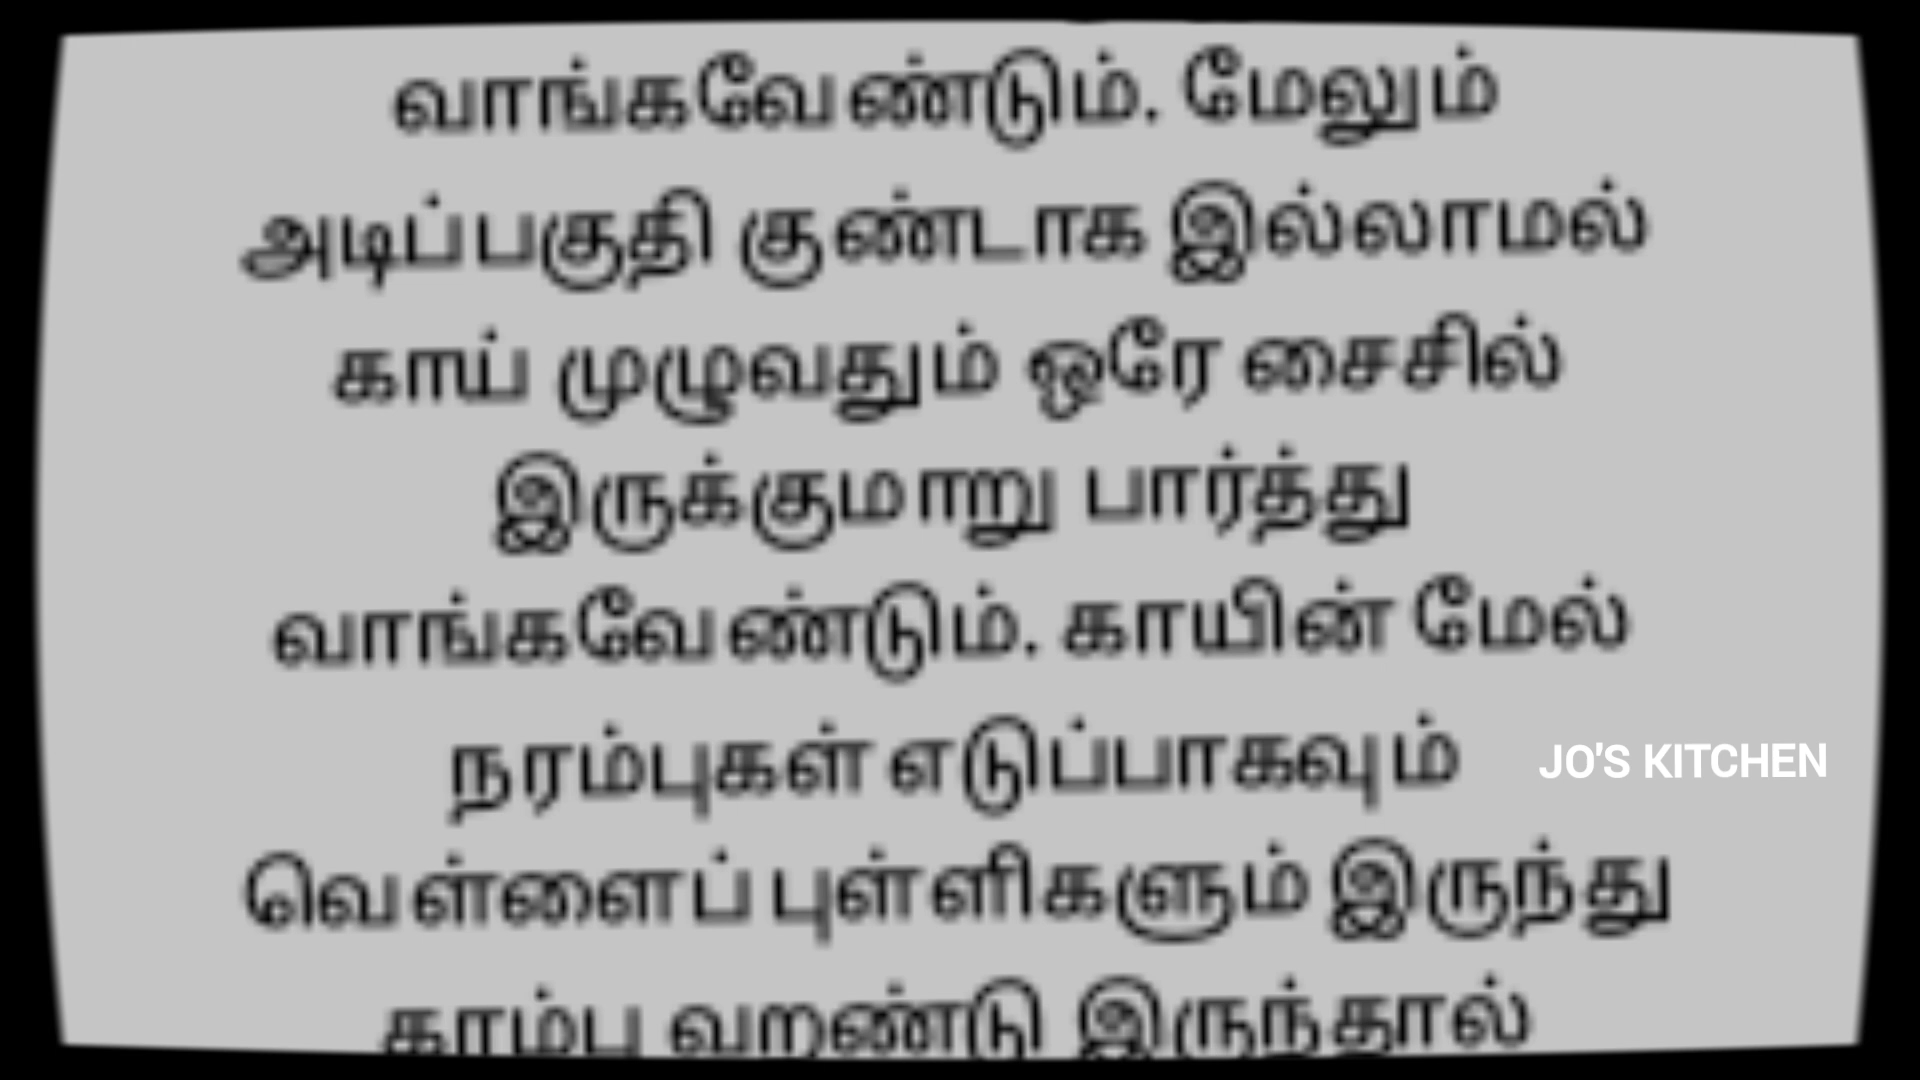 வாங்கவேண்டும். மேலும்
அடிப்பகுதி குண்டாக இல்லாமல்
காய் முழுவதும் ஒரே சைசில்
இருக்குமாறு பார்த்து
வாங்கவேண்டும். காயின் மேல்
நரம்புகள் எடுப்பாகவும்
JO'S KITCHEN
வெள்ளைப் புள்ளிகளும் இருந்து
காம்பு வறண்டு இருந்தால்